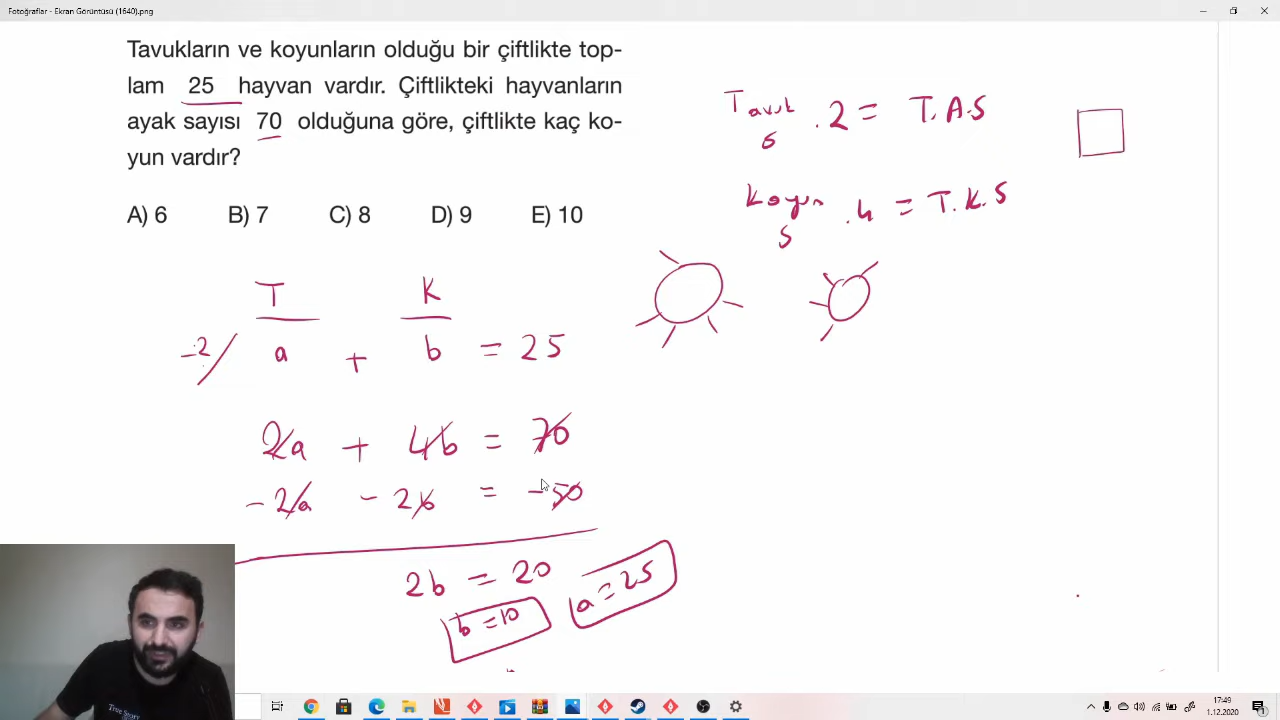 Fotoğraflar - Ekran Görüntüsü (1640).png
Tavukların ve koyunların olduğu bir çiftlikte top-
lam 25 hayvan vardır. Çiftlikteki hayvanların
ayak sayısı 70 olduğuna göre, çiftlikte kaç ko-
yun vardır?
A) 6 B) 7 C) 8 D) 9 E) 10
Tavuk .2 = T.A.S
S
Koyun .4 = T.K.S
S
T K
-2/ a + b = 25
2a + 4b = 70
-2a - 2b = -50
2b = 20
b = 10
a = 25
True Story
17:49
1.12.2020